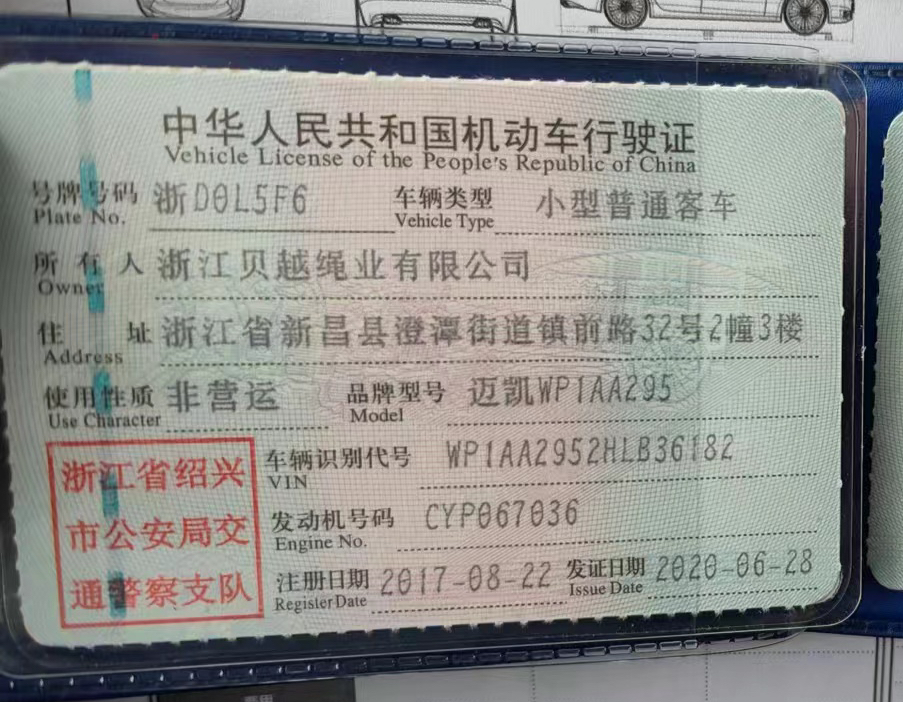 中华人民共和国机动车行驶证
Vehicle License of the People's Republic of China
号牌号码 浙D0L5F6 车辆类型 小型普通客车
Plate No. Vehicle Type
所有人 浙江贝越绳业有限公司
Owner
住址 浙江省新昌县澄潭街道镇前路32号2幢3楼
Address
使用性质 非营运 品牌型号 迈凯WP1AA295
Use Character Model
浙江省绍兴
市公安局交
通警察支队
车辆识别代号 WP1AA2952HLB36182
VIN
发动机号码 CYP067036
Engine No.
注册日期 2017-08-22 发证日期 2020-06-28
Register Date Issue Date